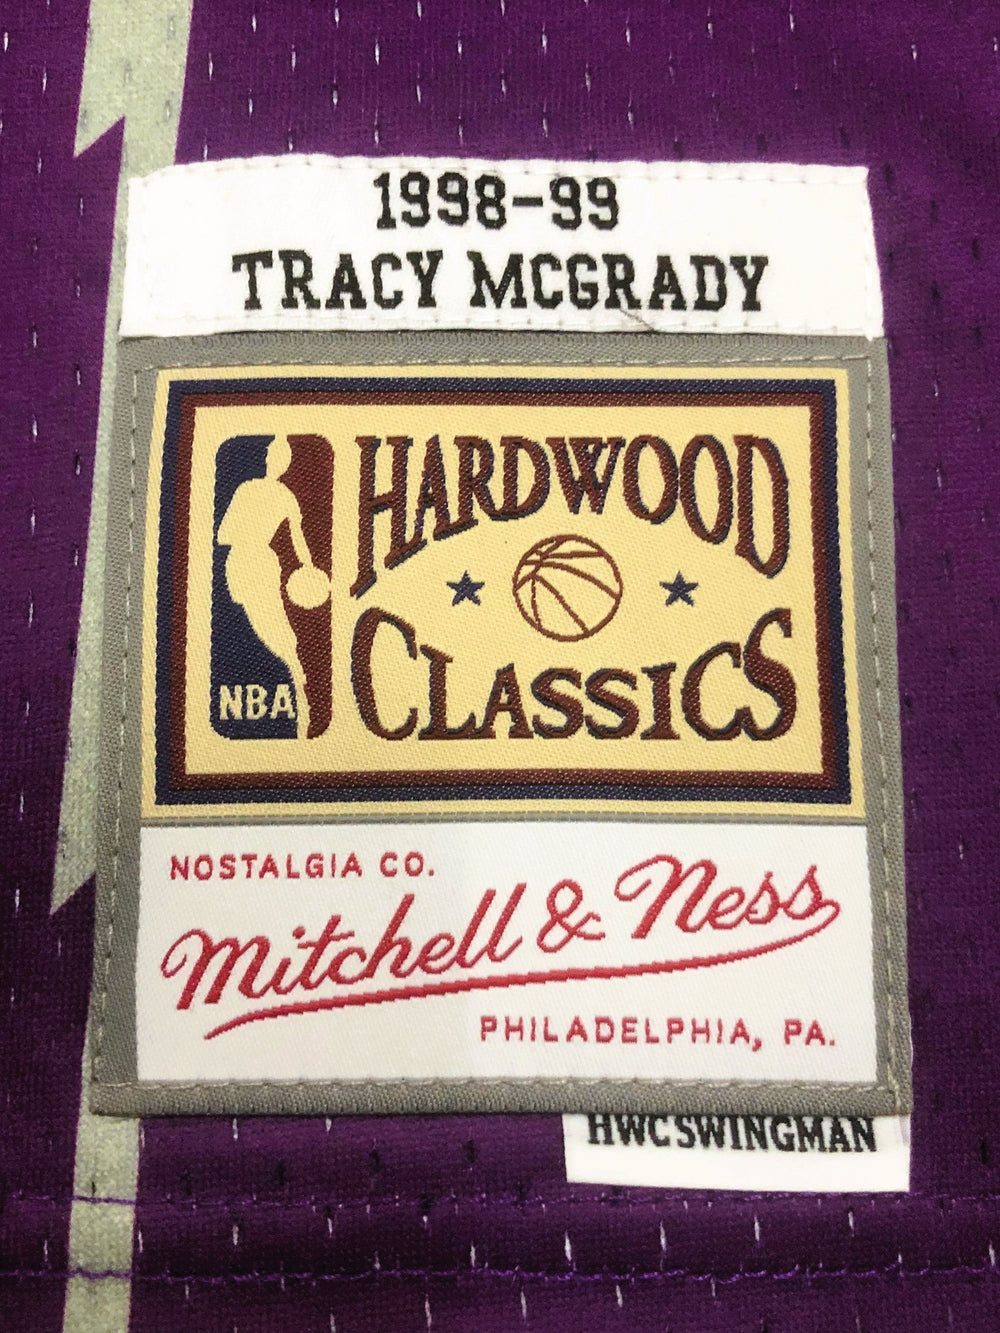 1998-99
TRACY MCGRADY
HARDWOOD
CLASSICS
NBA
NOSTALGIA CO.
Mitchell & Ness
PHILADELPHIA, PA.
HWC SWINGMAN